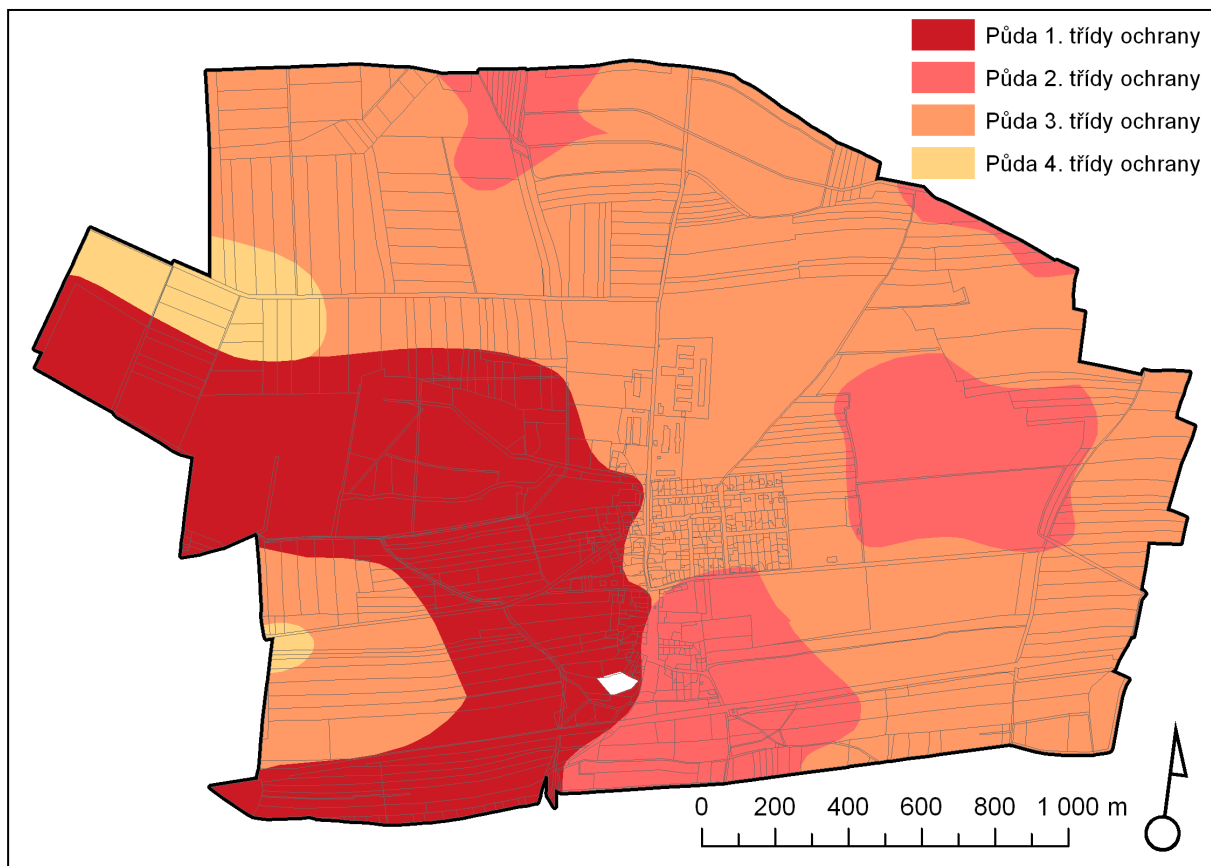 Půda 1. třídy ochrany
Půda 2. třídy ochrany
Půda 3. třídy ochrany
Půda 4. třídy ochrany
0 200 400 600 800 1 000 m